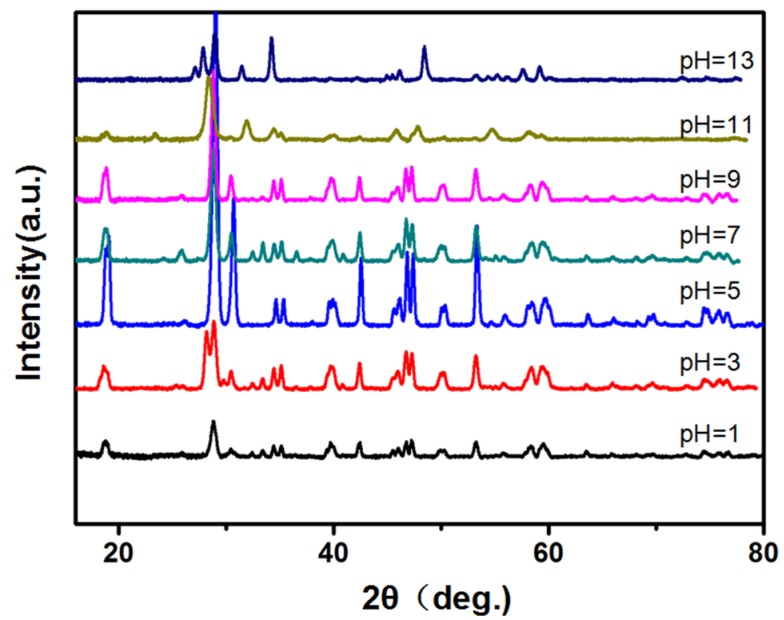 pH=13
pH=11
pH=9
pH=7
pH=5
pH=3
pH=1
Intensity(a.u.)
20 40 60 80
2θ（deg.)